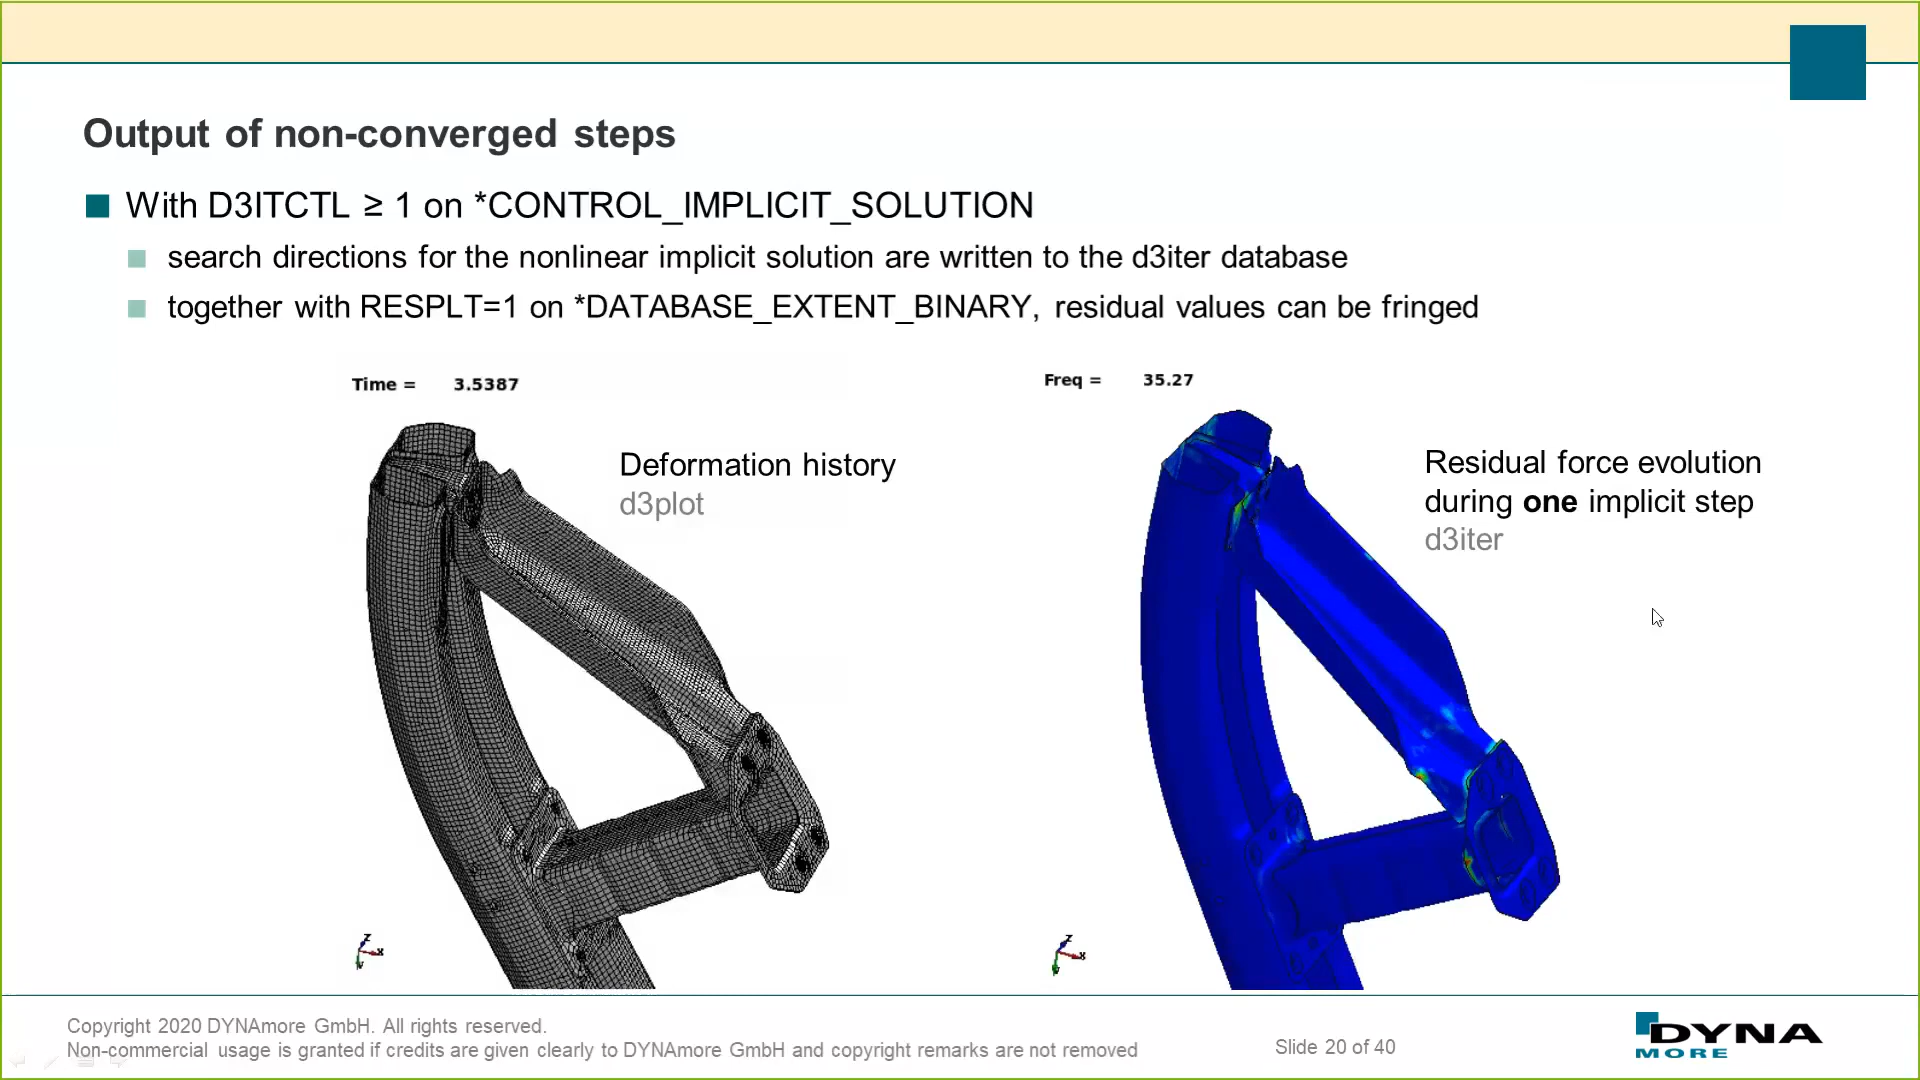 Output of non-converged steps
With D3ITCTL ≥ 1 on *CONTROL_IMPLICIT_SOLUTION
search directions for the nonlinear implicit solution are written to the d3iter database
together with RESPLT=1 on *DATABASE_EXTENT_BINARY, residual values can be fringed
Time = 3.5387
Deformation history
d3plot
Z
X
Y
Freq = 35.27
Residual force evolution
during one implicit step
d3iter
Z
X
Y
Copyright 2020 DYNAmore GmbH. All rights reserved.
Non-commercial usage is granted if credits are given clearly to DYNAmore GmbH and copyright remarks are not removed
Slide 20 of 40
DYNA
MORE